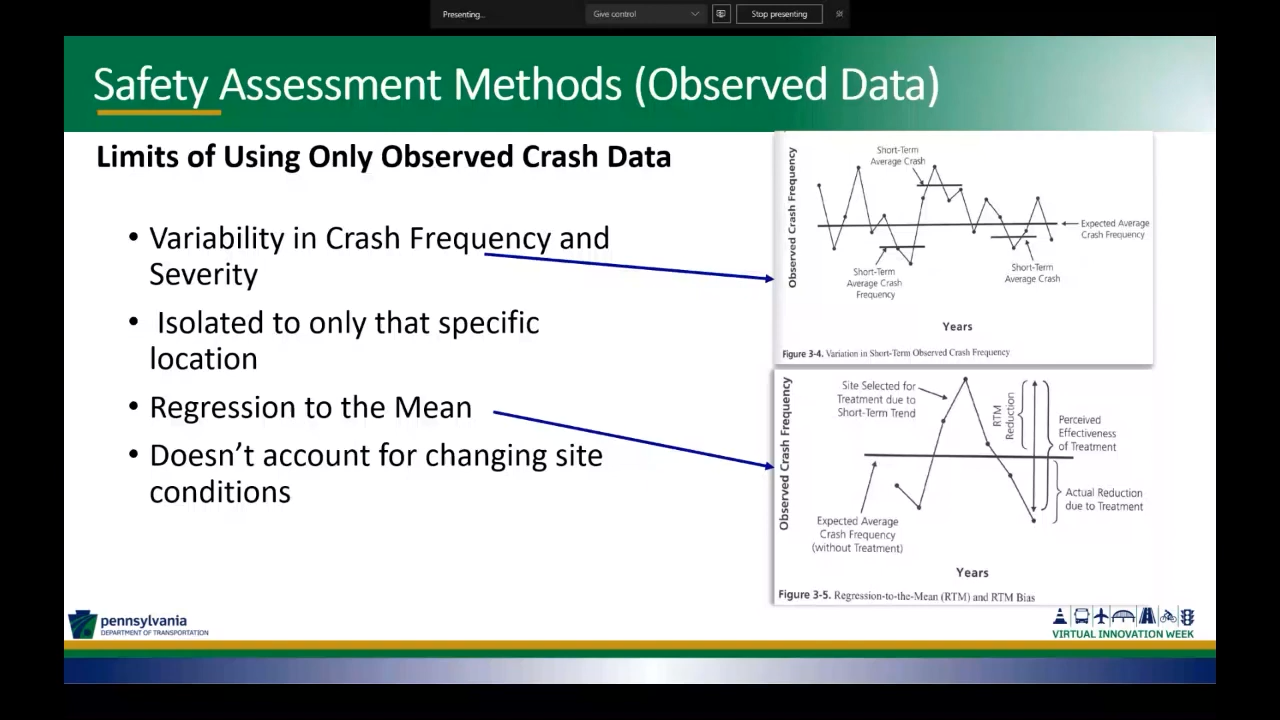 Presenting...
Give control
Stop presenting
Safety Assessment Methods (Observed Data)
Limits of Using Only Observed Crash Data
• Variability in Crash Frequency and
Severity
• Isolated to only that specific
location
• Regression to the Mean
• Doesn't account for changing site
conditions
Observed Crash Frequency
Short-Term
Average Crash
Expected Average
Crash Frequency
Short-Term
Average Crash
Frequency
Short-Term
Average Crash
Years
Figure 3-4. Variation in Short-Term Observed Crash Frequency
Observed Crash Frequency
Site Selected for
Treatment due to
Short-Term Trend
RTM
Reduction
Perceived
Effectiveness
of Treatment
Actual Reduction
due to Treatment
Expected Average
Crash Frequency
(without Treatment)
Years
Figure 3-5. Regression-to-the-Mean (RTM) and RTM Bias
pennsylvania
DEPARTMENT OF TRANSPORTATION
VIRTUAL INNOVATION WEEK